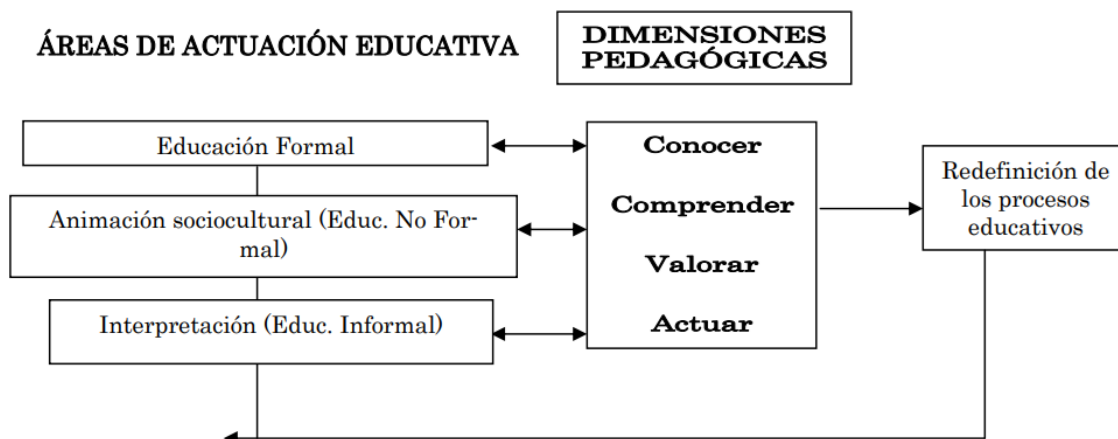 ÁREAS DE ACTUACIÓN EDUCATIVA
DIMENSIONES
PEDAGÓGICAS
Educación Formal
Animación sociocultural (Educ. No For-
mal)
Interpretación (Educ. Informal)
Conocer
Comprender
Valorar
Actuar
Redefinición de
los procesos
educativos